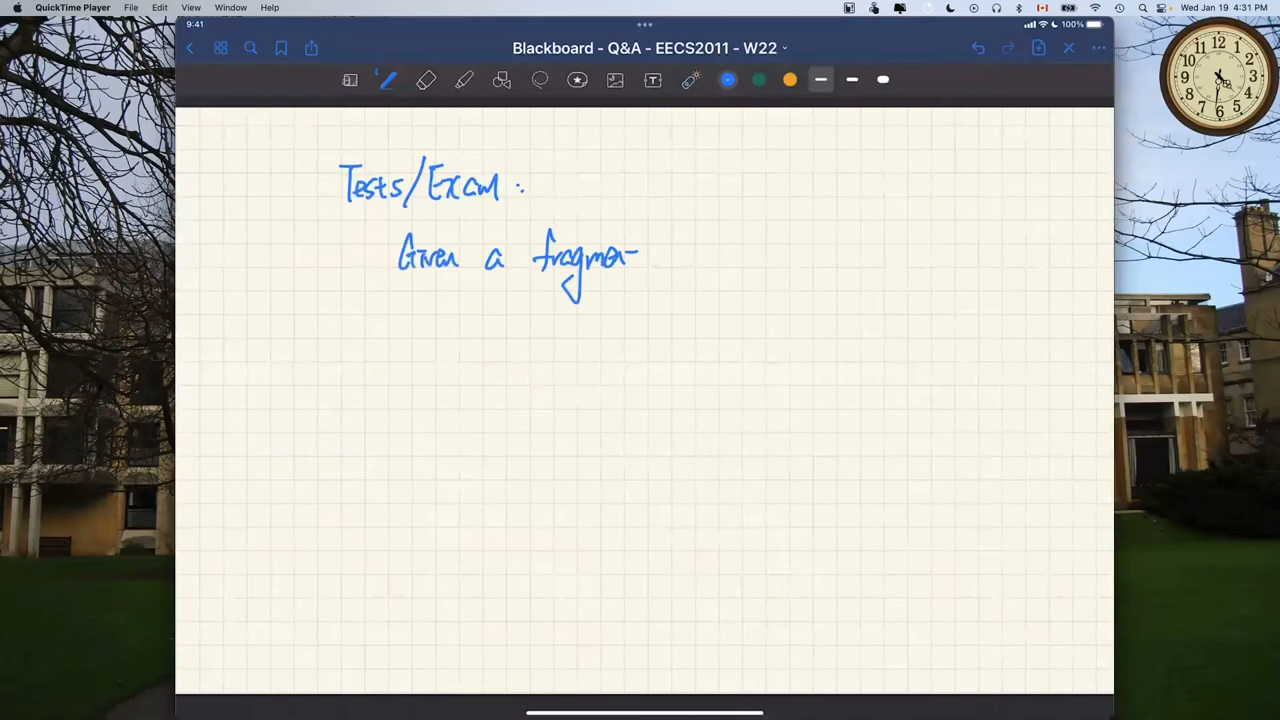 QuickTime Player File Edit View Window Help Wed Jan 19 4:31 PM
9:41 100%
Blackboard - Q&A - EECS2011 - W22
Tests/Exam :
Given a fragmen